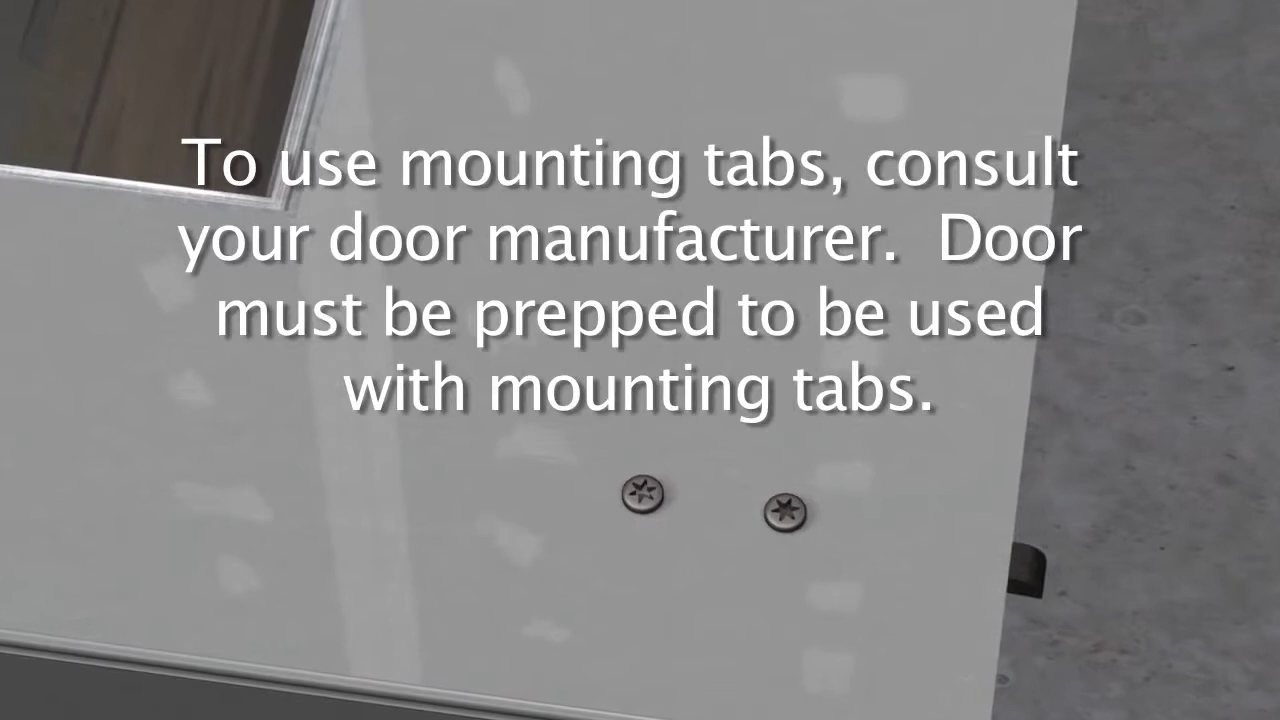 To use mounting tabs, consult
your door manufacturer.  Door
must be prepped to be used
with mounting tabs.